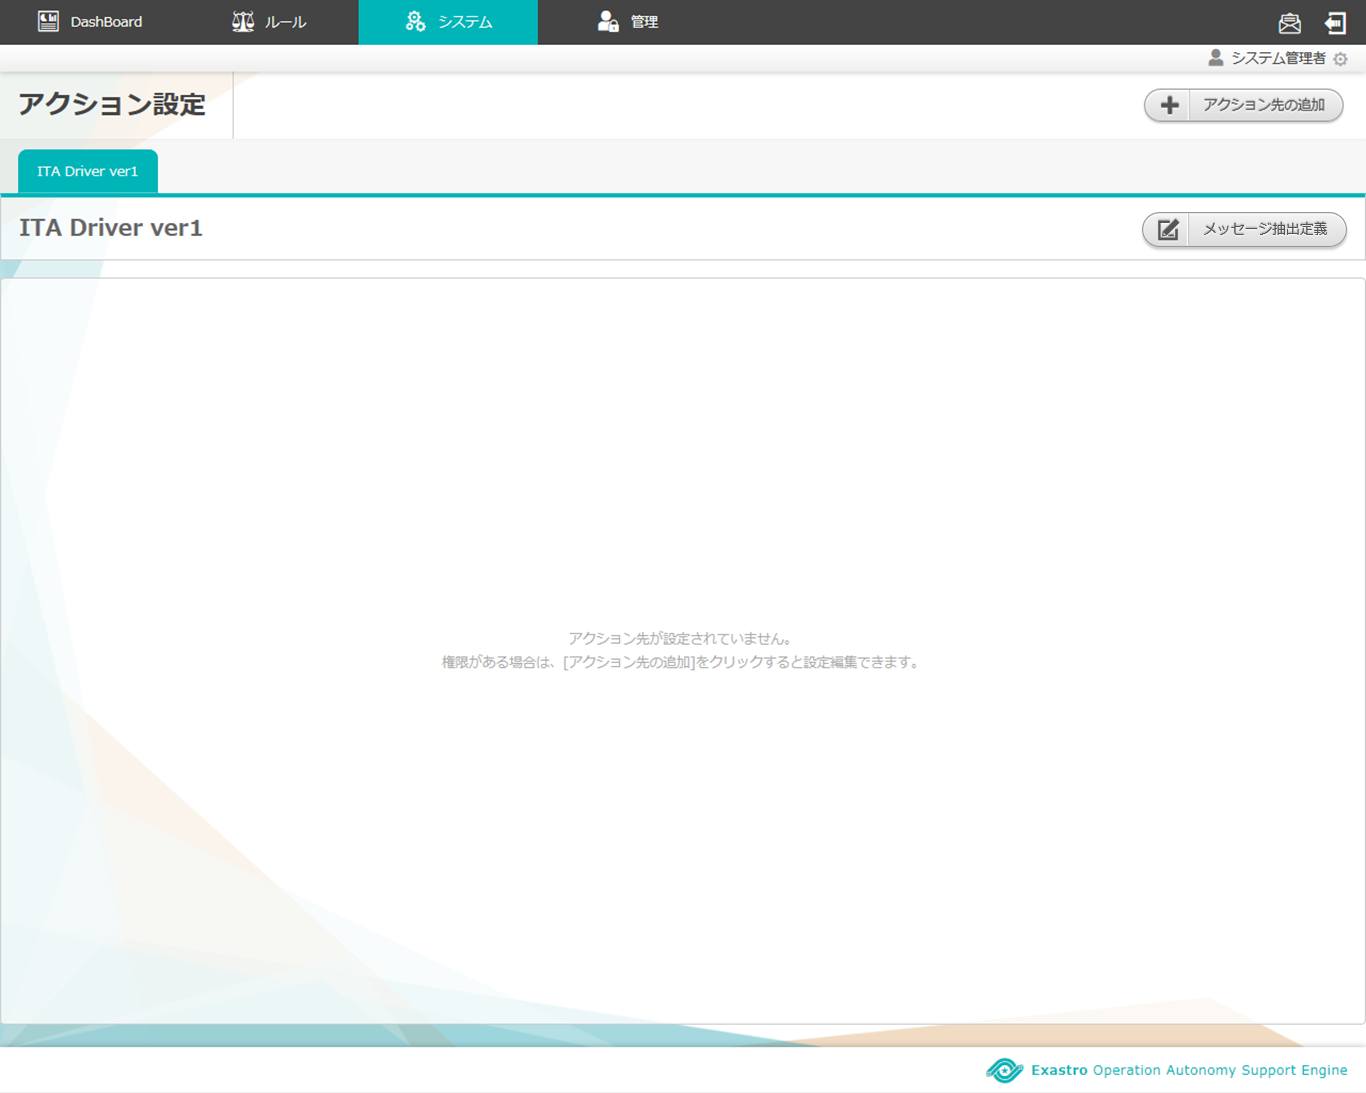 DashBoard
ルール
システム
管理
システム管理者
アクション設定
アクション先の追加
ITA Driver ver1
ITA Driver ver1
メッセージ抽出定義
アクション先が設定されていません。
権限がある場合は、[アクション先の追加]をクリックすると設定編集できます。
Exastro Operation Autonomy Support Engine